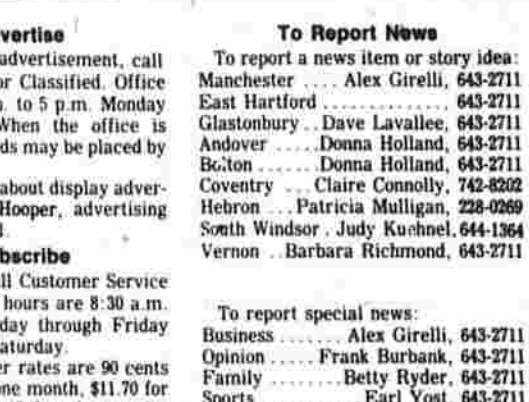 vertise
advertisement, call
or Classified. Office
. to 5 p.m. Monday
When the office is
ds may be placed by
about display adver-
Hooper, advertising
bscribe
ll Customer Service
hours are 8:30 a.m.
day through Friday
aturday.
er rates are 90 cents
one month, $11.70 for
To Report News
To report a news item or story idea:
Manchester .... Alex Girelli, 643-2711
East Hartford ............. , 643-2711
Glastonbury .. Dave Lavallee, 643-2711
Andover ..... Donna Holland, 643-2711
Bolton ....... Donna Holland, 643-2711
Coventry .... Claire Connolly, 742-8202
Hebron ... Patricia Mulligan, 228-0269
South Windsor . Judy Kuehnel, 644-1364
Vernon .. Barbara Richmond, 643-2711
To report special news:
Business ....... Alex Girelli, 643-2711
Opinion ..... Frank Burbank, 643-2711
Family ........ Betty Ryder, 643-2711
Sports ........... Earl Yost, 643-2711